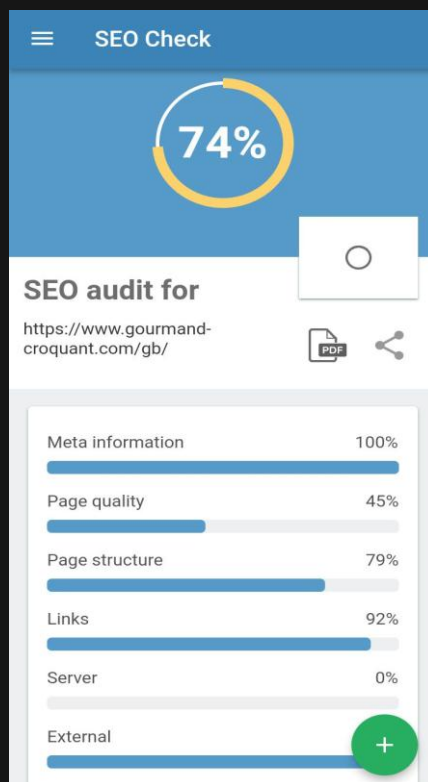 SEO Check
74%
SEO audit for
https://www.gourmand-
croquant.com/gb/
PDF
Meta information 100%
Page quality 45%
Page structure 79%
Links 92%
Server 0%
External
+